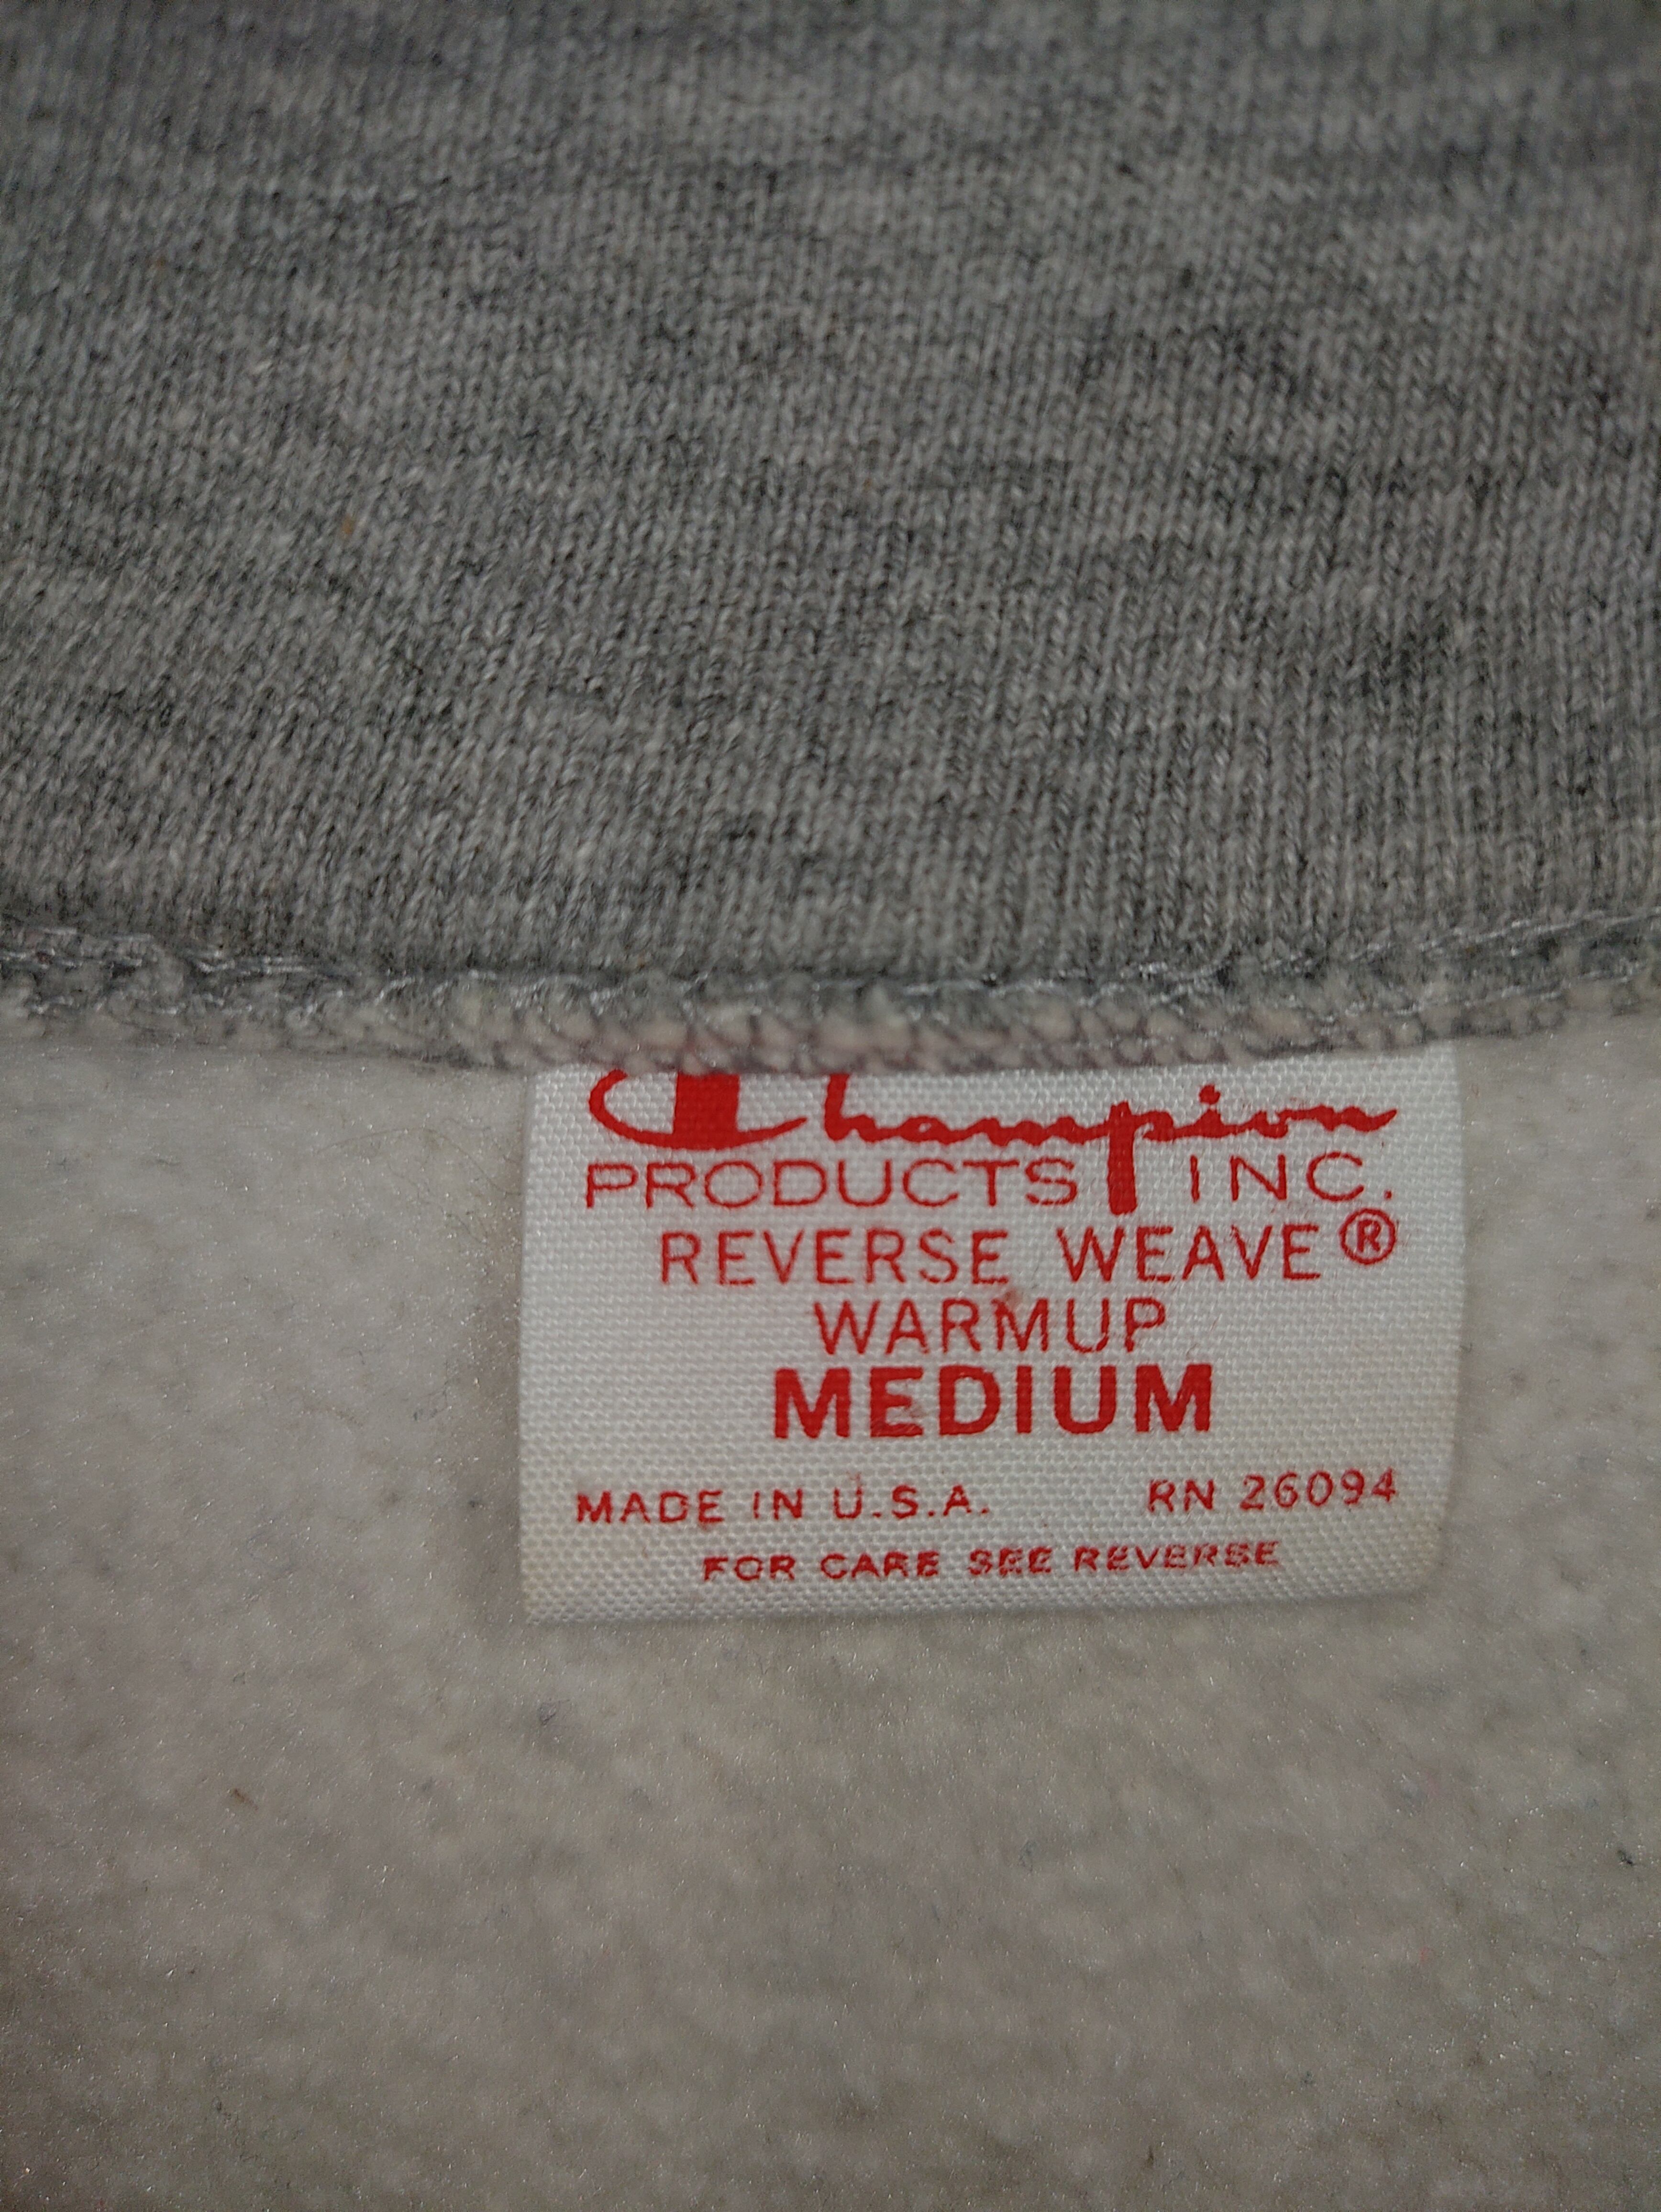 Champion
PRODUCTS INC.
REVERSE WEAVE®
WARMUP
MEDIUM
MADE IN U.S.A. RN 26094
FOR CARE SEE REVERSE